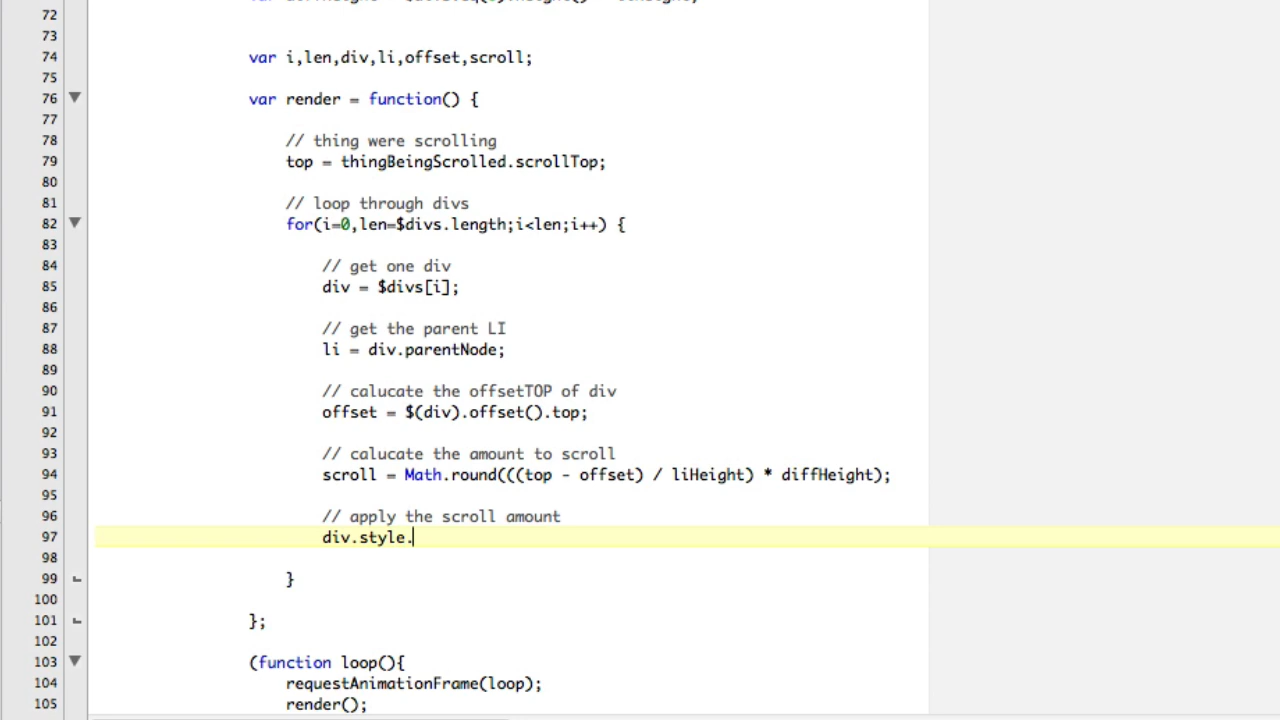 72
73
74 var i,len,div,li,offset,scroll;
75
76 var render = function() {
77
78 // thing were scrolling
79 top = thingBeingScrolled.scrollTop;
80
81 // loop through divs
82 for(i=0,len=$divs.length;i<len;i++) {
83
84 // get one div
85 div = $divs[i];
86
87 // get the parent LI
88 li = div.parentNode;
89
90 // calucate the offsetTOP of div
91 offset = $(div).offset().top;
92
93 // calucate the amount to scroll
94 scroll = Math.round(((top - offset) / liHeight) * diffHeight);
95
96 // apply the scroll amount
97 div.style.
98
99 }
100
101 };
102
103 (function loop(){
104 requestAnimationFrame(loop);
105 render();